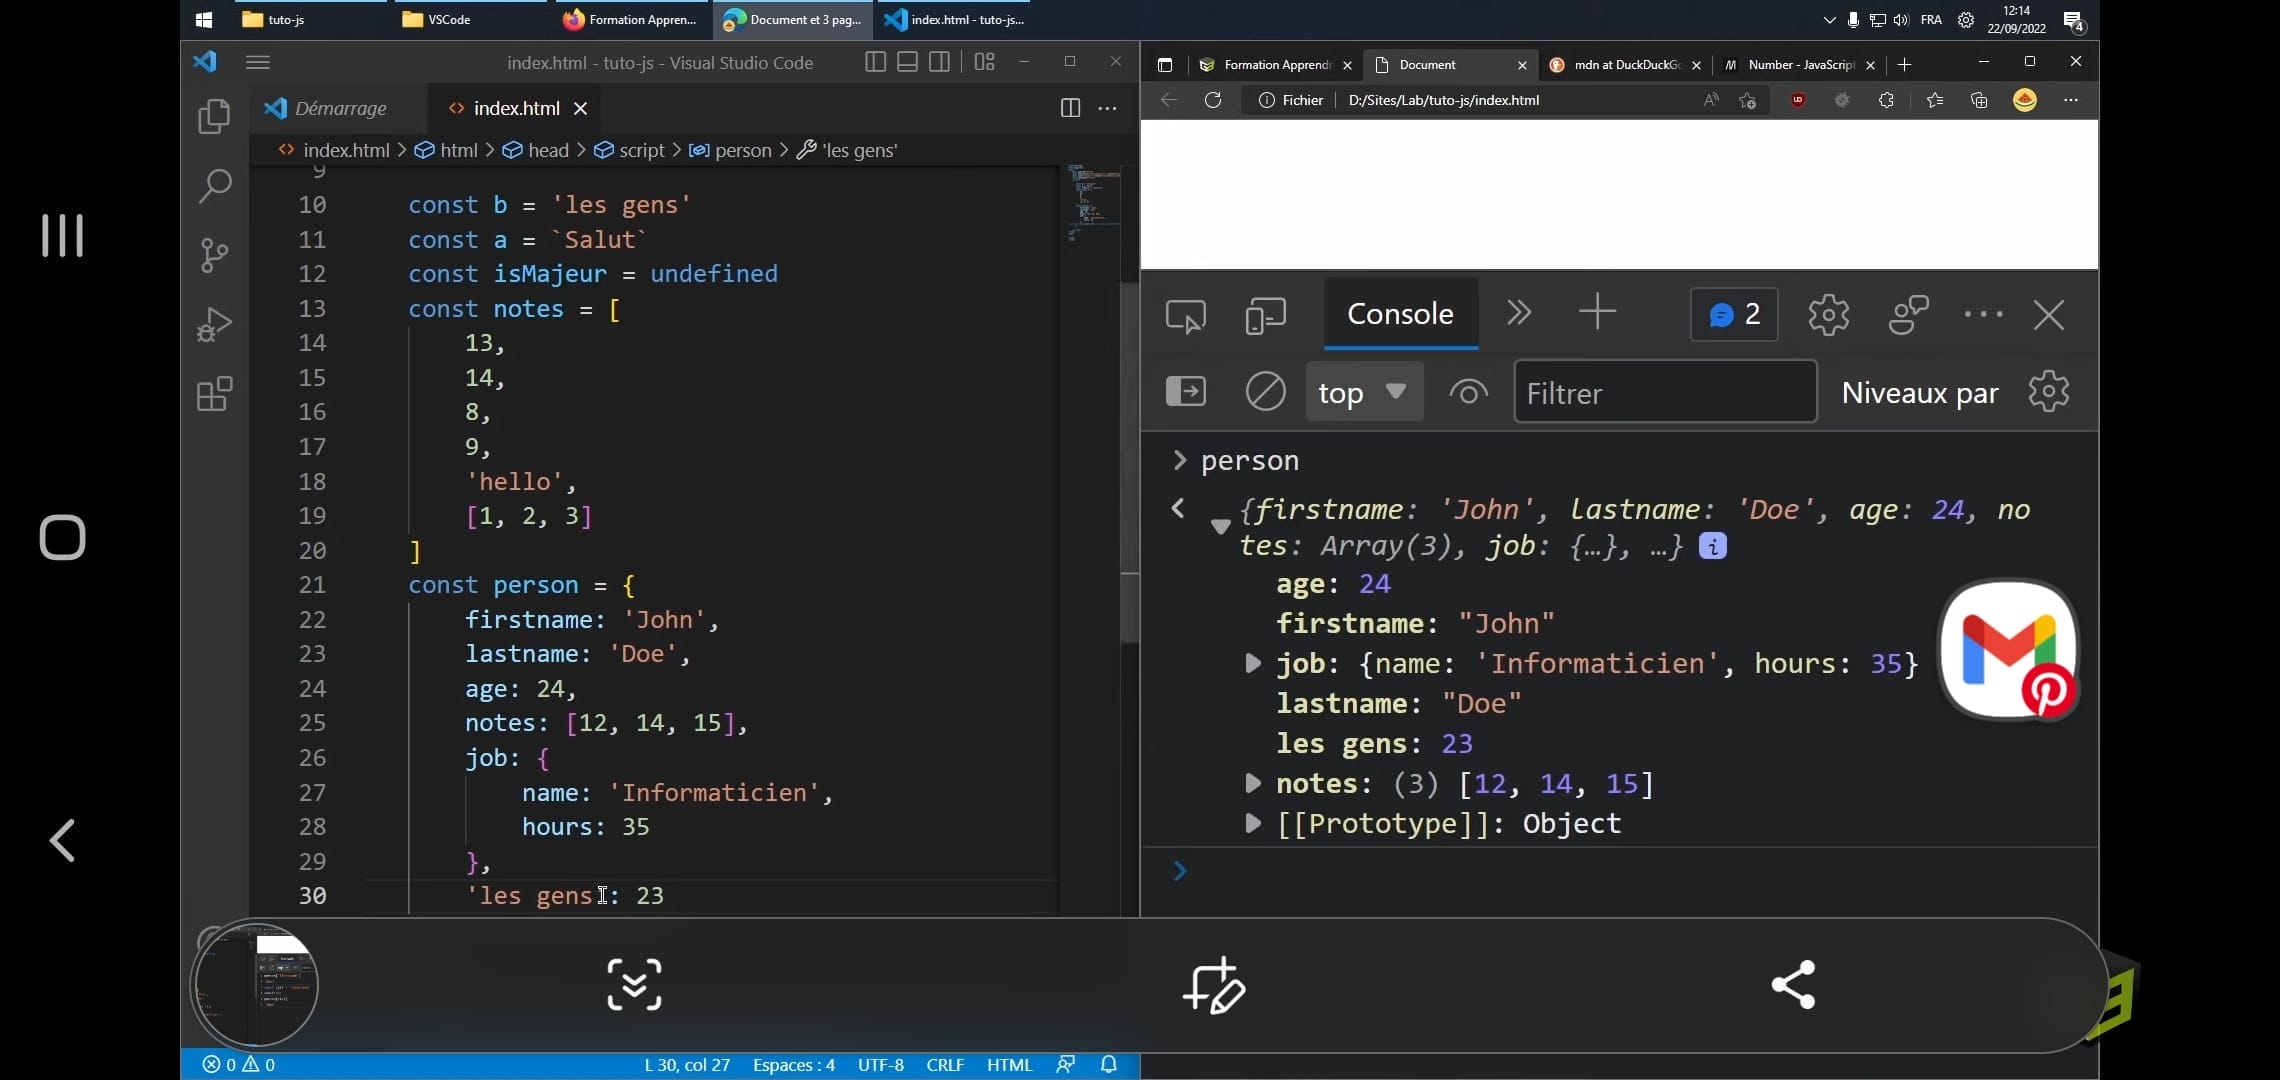 tuto-js
VSCode
Formation Appren...
Document et 3 pag...
index.html - tuto-js...
FRA
12:14
22/09/2022
4
index.html - tuto-js - Visual Studio Code
Démarrage
index.html
index.html > html > head > script > person > 'les gens'
9
10 const b = 'les gens'
11 const a = `Salut`
12 const isMajeur = undefined
13 const notes = [
14 13,
15 14,
16 8,
17 9,
18 'hello',
19 [1, 2, 3]
20 ]
21 const person = {
22 firstname: 'John',
23 lastname: 'Doe',
24 age: 24,
25 notes: [12, 14, 15],
26 job: {
27 name: 'Informaticien',
28 hours: 35
29 },
30 'les gens': 23
0 0
L 30, col 27 Espaces : 4 UTF-8 CRLF HTML
Formation Apprendr
Document
mdn at DuckDuckGo
Number - JavaScript
Fichier D:/Sites/Lab/tuto-js/index.html
Console
2
top
Filtrer
Niveaux par
> person
{firstname: 'John', lastname: 'Doe', age: 24, no
tes: Array(3), job: {…}, …} i
age: 24
firstname: "John"
job: {name: 'Informaticien', hours: 35}
lastname: "Doe"
les gens: 23
notes: (3) [12, 14, 15]
[[Prototype]]: Object
>